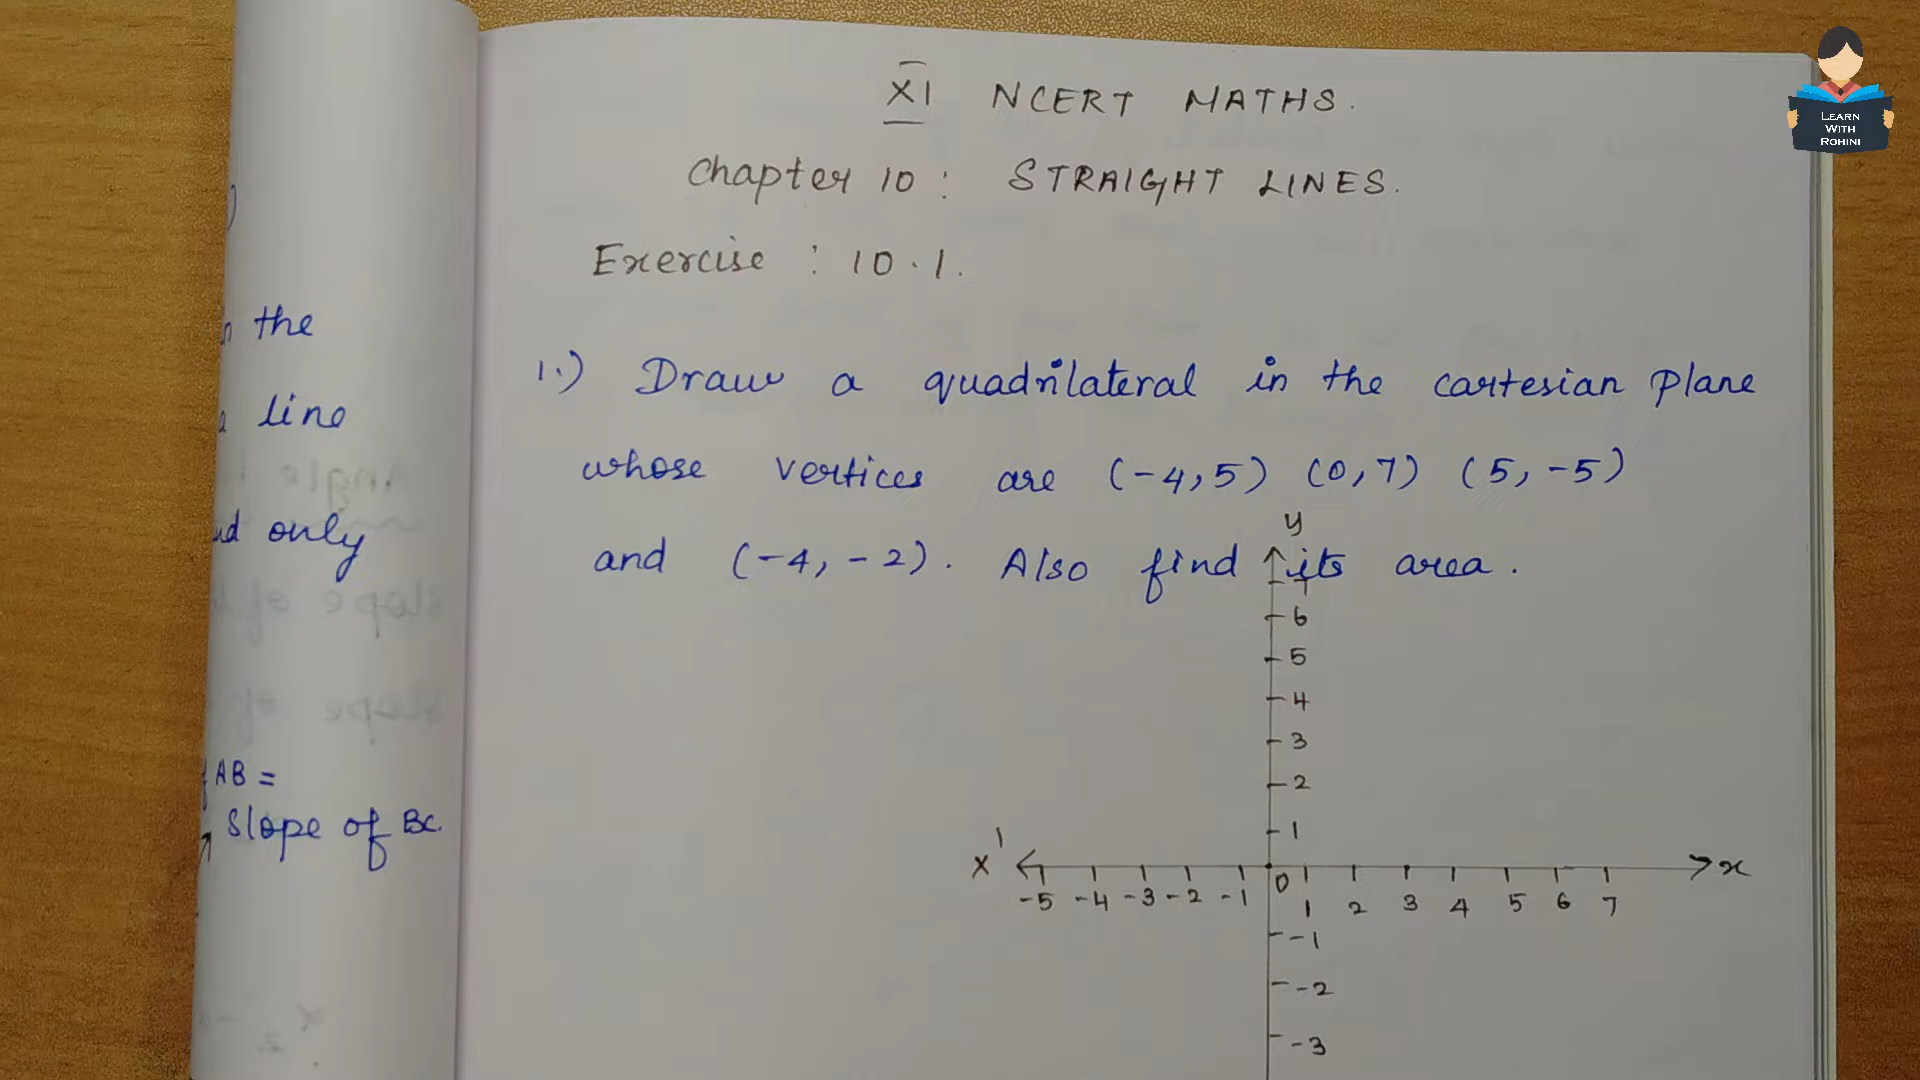 XI NCERT MATHS.
Chapter 10 : STRAIGHT LINES.
Exercise : 10.1.
1.) Draw a quadrilateral in the cartesian plane
whose vertices are (-4,5) (0,7) (5,-5)
and (-4,-2). Also find its area.
y
7
6
5
4
3
2
1
X' -5 -4 -3 -2 -1 0 1 2 3 4 5 6 7 x
-1
-2
-3
the
line
only
AB =
Slope of BC
LEARN
WITH
ROHINI